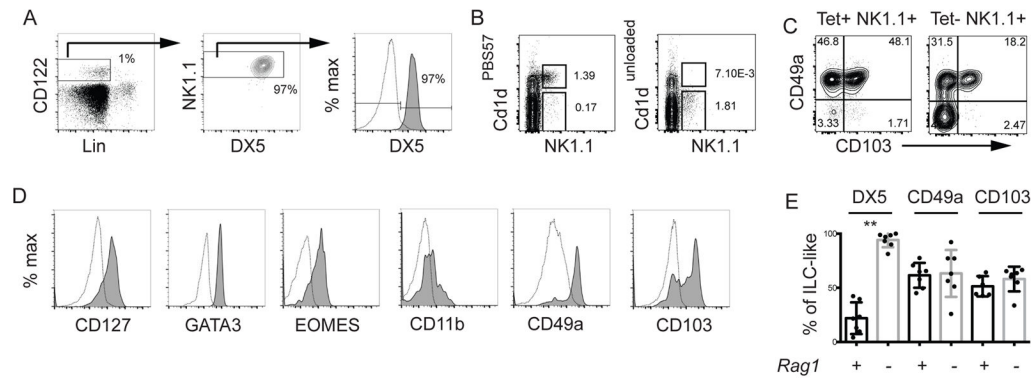 A
CD122
1%
Lin
NK1.1
97%
DX5
% max
97%
DX5
B
Cd1d PBS57
1.39
0.17
NK1.1
Cd1d unloaded
7.10E-3
1.81
NK1.1
C
Tet+ NK1.1+
Tet- NK1.1+
CD49a
46.8
48.1
3.33
1.71
31.5
18.2
2.47
CD103
D
% max
CD127
GATA3
EOMES
CD11b
CD49a
CD103
E
DX5
CD49a
CD103
**
% of ILC-like
100
50
0
Rag1
+ - + - + -